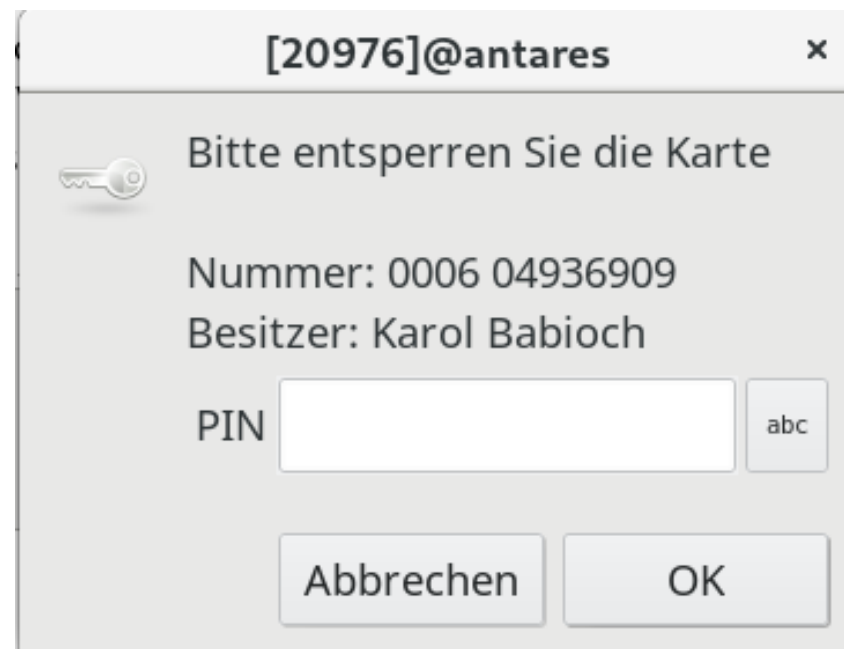 [20976]@antares ×
Bitte entsperren Sie die Karte
Nummer: 0006 04936909
Besitzer: Karol Babioch
PIN abc
Abbrechen OK